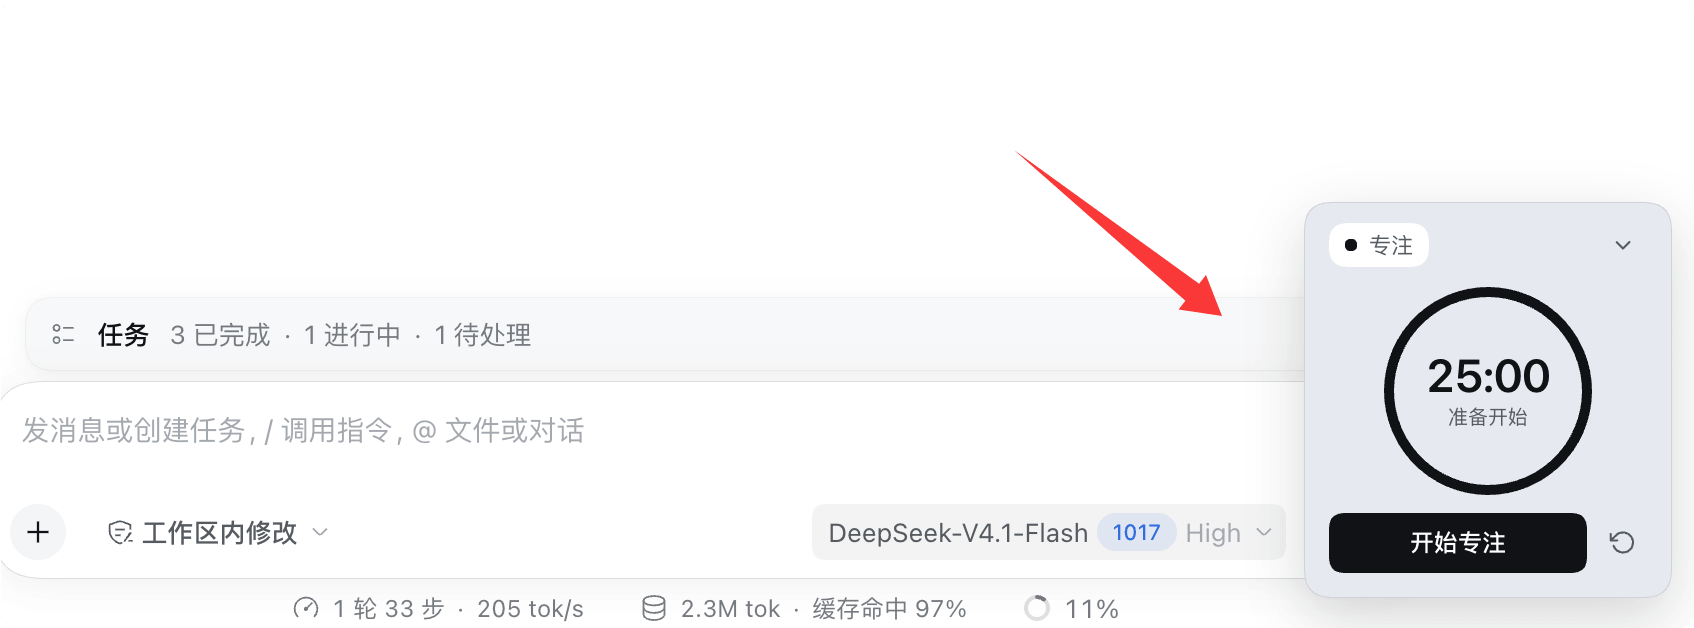 专注
25:00
准备开始
开始专注
任务 3 已完成 · 1 进行中 · 1 待处理
发消息或创建任务, / 调用指令, @ 文件或对话
工作区内修改
DeepSeek-V4.1-Flash 1017 High
1 轮 33 步 · 205 tok/s 2.3M tok · 缓存命中 97% 11%